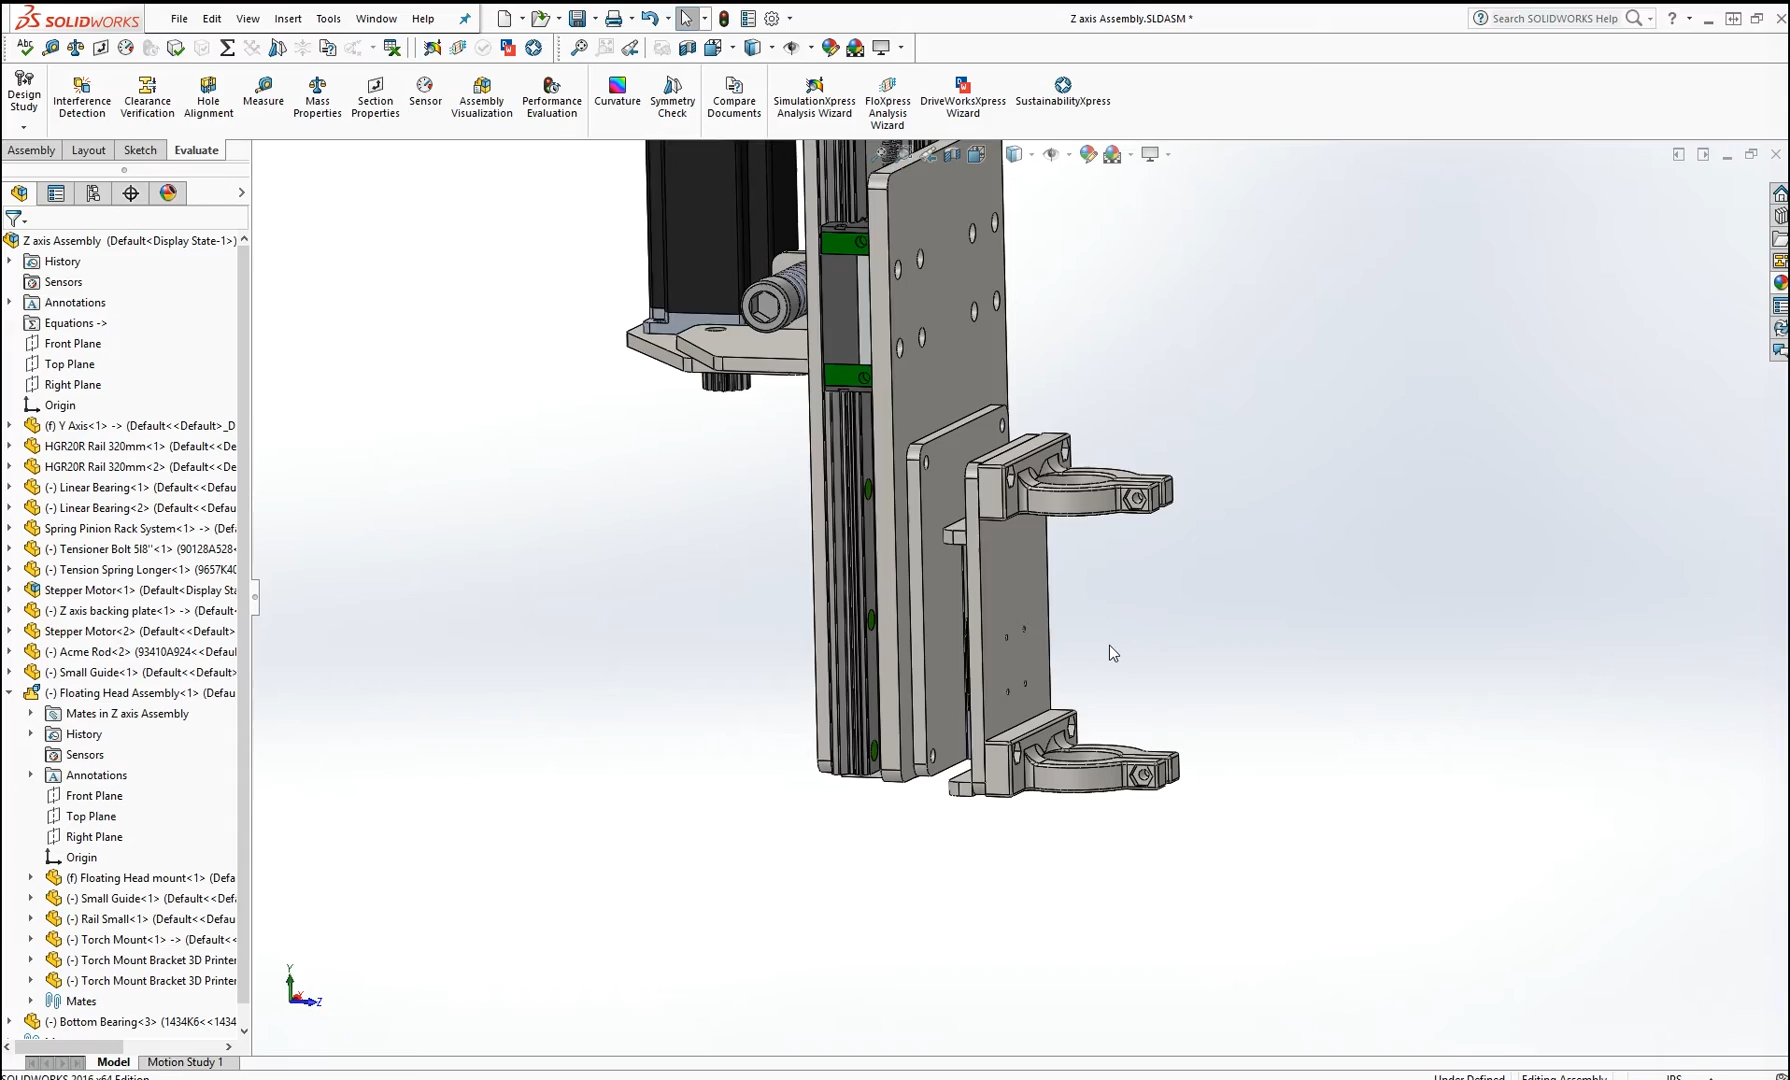 SOLIDWORKS File Edit View Insert Tools Window Help Z axis Assembly.SLDASM * Search SOLIDWORKS Help
Design Study Interference Detection Clearance Verification Hole Alignment Measure Mass Properties Section Properties Sensor Assembly Visualization Performance Evaluation Curvature Symmetry Check Compare Documents SimulationXpress Analysis Wizard FloXpress Analysis Wizard DriveWorksXpress Wizard SustainabilityXpress
Assembly Layout Sketch Evaluate
Z axis Assembly (Default<Display State-1>)
History
Sensors
Annotations
Equations ->
Front Plane
Top Plane
Right Plane
Origin
(f) Y Axis<1> -> (Default<<Default>_D
HGR20R Rail 320mm<1> (Default<<De
HGR20R Rail 320mm<2> (Default<<De
(-) Linear Bearing<1> (Default<<Defau
(-) Linear Bearing<2> (Default<<Defau
Spring Pinion Rack System<1> -> (Def
(-) Tensioner Bolt 5I8''<1> (90128A528
(-) Tension Spring Longer<1> (9657K40
Stepper Motor<1> (Default<Display Sta
(-) Z axis backing plate<1> -> (Default
Stepper Motor<2> (Default<<Default>
(-) Acme Rod<2> (93410A924<<Defaul
(-) Small Guide<1> (Default<<Default>
(-) Floating Head Assembly<1> (Defau
Mates in Z axis Assembly
History
Sensors
Annotations
Front Plane
Top Plane
Right Plane
Origin
(f) Floating Head mount<1> (Defa
(-) Small Guide<1> (Default<<Def
(-) Rail Small<1> (Default<<Defau
(-) Torch Mount<1> -> (Default<<
(-) Torch Mount Bracket 3D Printer
(-) Torch Mount Bracket 3D Printer
Mates
(-) Bottom Bearing<3> (1434K6<<1434
Y
Z
Model Motion Study 1
SOLIDWORKS 2016 x64 Edition Under Defined Editing Assembly IPS